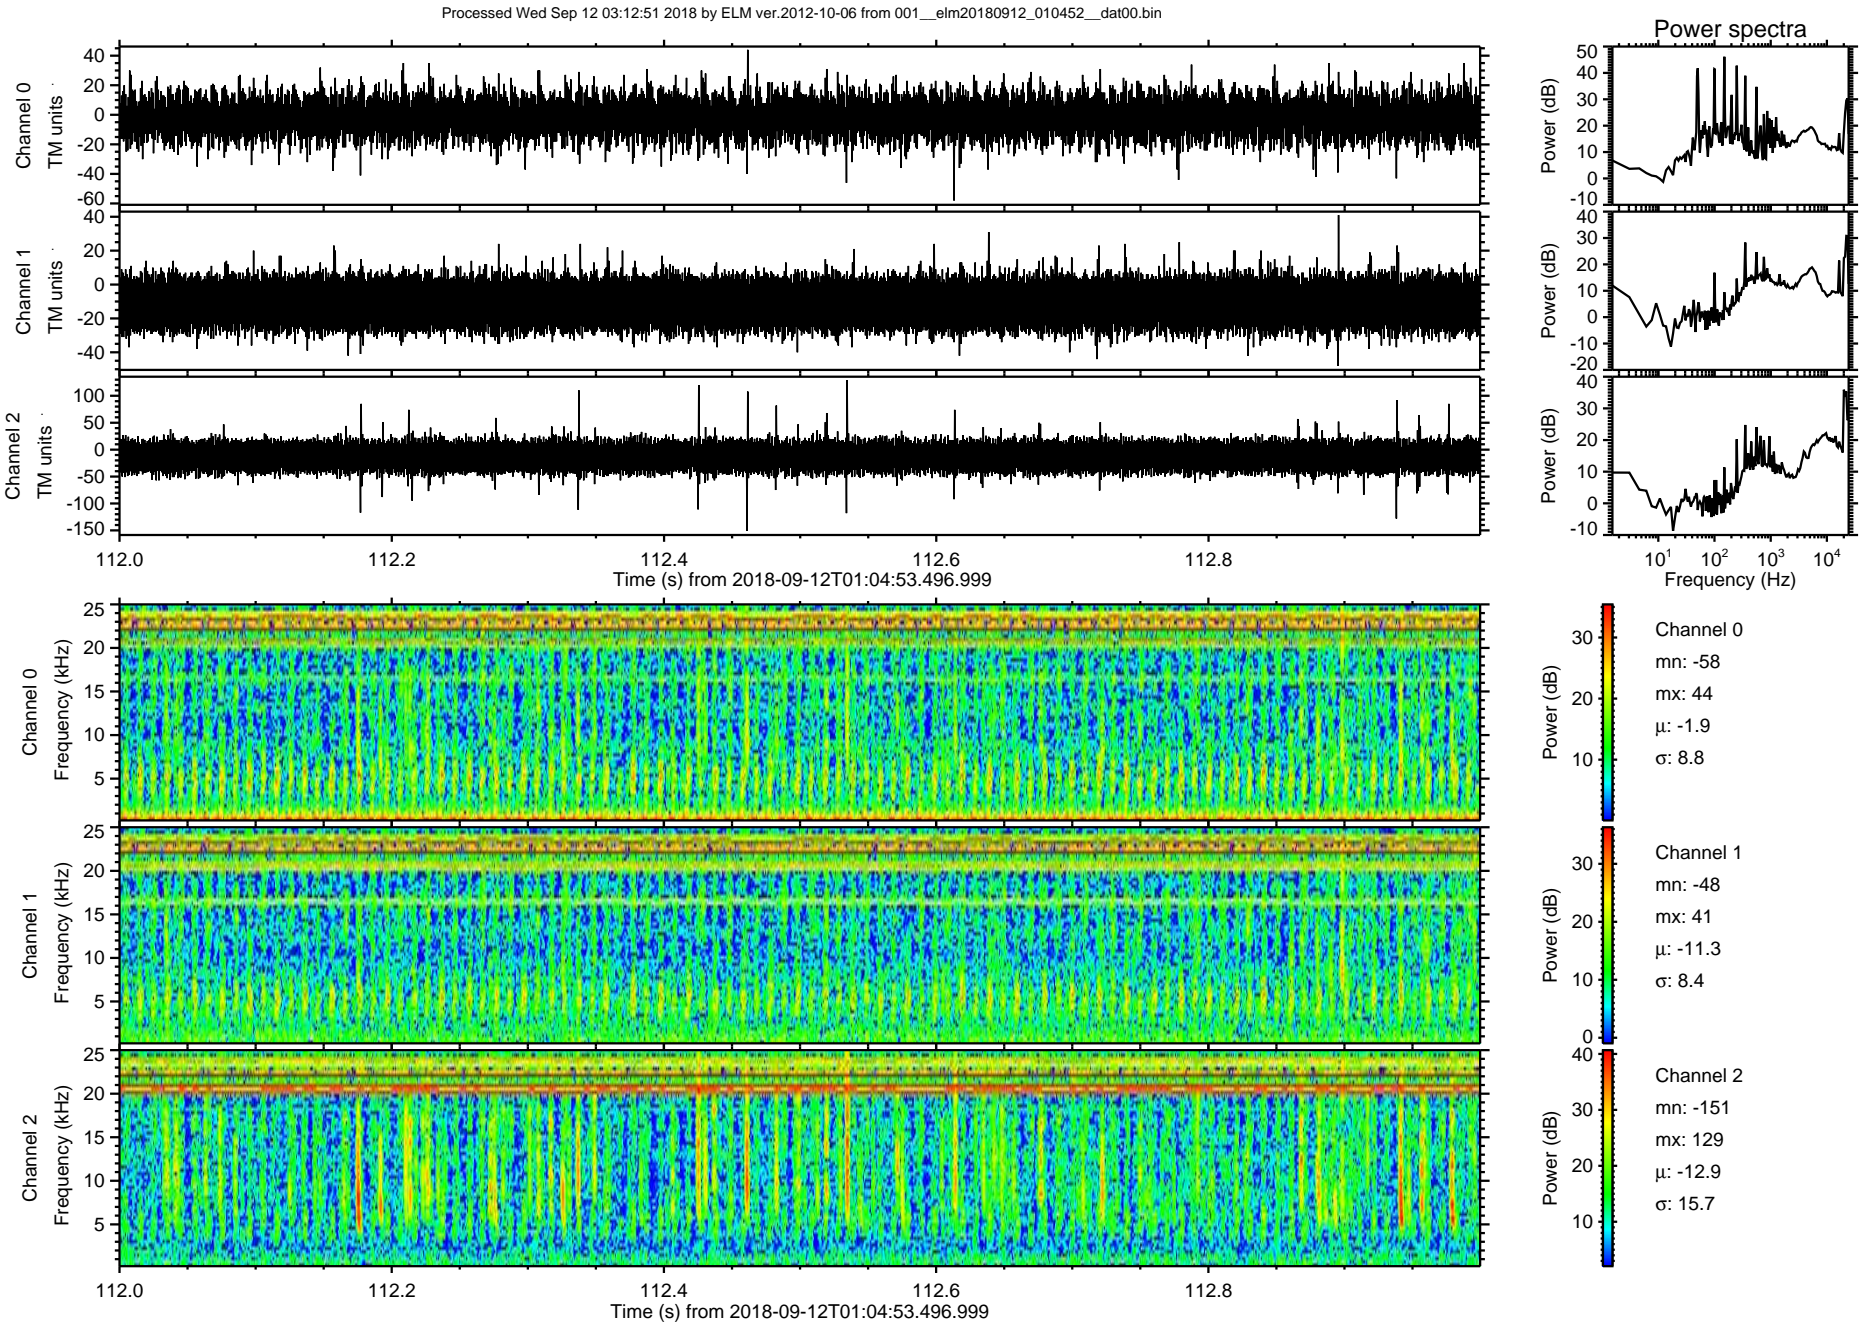 Processed Wed Sep 12 03:12:51 2018 by ELM ver.2012-10-06 from 001__elm20180912_010452__dat00.bin
Power spectra
Channel 0
TM units
40
20
0
-20
-40
-60
Power (dB)
50
40
30
20
10
0
-10
Channel 1
TM units
40
20
0
-20
-40
Power (dB)
40
30
20
10
0
-10
-20
Channel 2
TM units
100
50
0
-50
-100
-150
Power (dB)
40
30
20
10
0
-10
112.0 112.2 112.4 112.6 112.8
Time (s) from 2018-09-12T01:04:53.496.999
10^1 10^2 10^3 10^4
Frequency (Hz)
Channel 0
Frequency (kHz)
25
20
15
10
5
Power (dB)
30
20
10
Channel 0
mn: -58
mx: 44
μ: -1.9
σ: 8.8
Channel 1
Frequency (kHz)
25
20
15
10
5
Power (dB)
30
20
10
0
Channel 1
mn: -48
mx: 41
μ: -11.3
σ: 8.4
Channel 2
Frequency (kHz)
25
20
15
10
5
Power (dB)
40
30
20
10
Channel 2
mn: -151
mx: 129
μ: -12.9
σ: 15.7
112.0 112.2 112.4 112.6 112.8
Time (s) from 2018-09-12T01:04:53.496.999